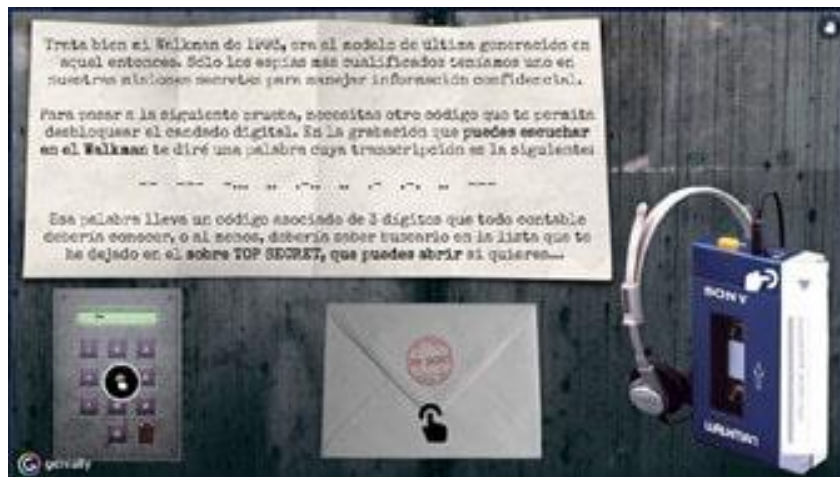 Trata bien mi Walkman de 1993, era el modelo de última generación en
aquel entonces. Sólo los espías más cualificados teníamos uno en
nuestras misiones secretas para manejar información confidencial.
Para pasar a la siguiente prueba, necesitas otro código que te permita
desbloquear el candado digital. En la grabación que puedes escuchar
en el Walkman te diré una palabra cuya transcripción es la siguiente:
-- --- -... .. .-.. .. .- .-. .. ---
Esa palabra lleva un código asociado de 3 dígitos que todo contable
debería conocer, o al menos, debería saber buscarlo en la lista que te
he dejado en el sobre TOP SECRET, que puedes abrir si quieres...
SONY
WALKMAN
genially